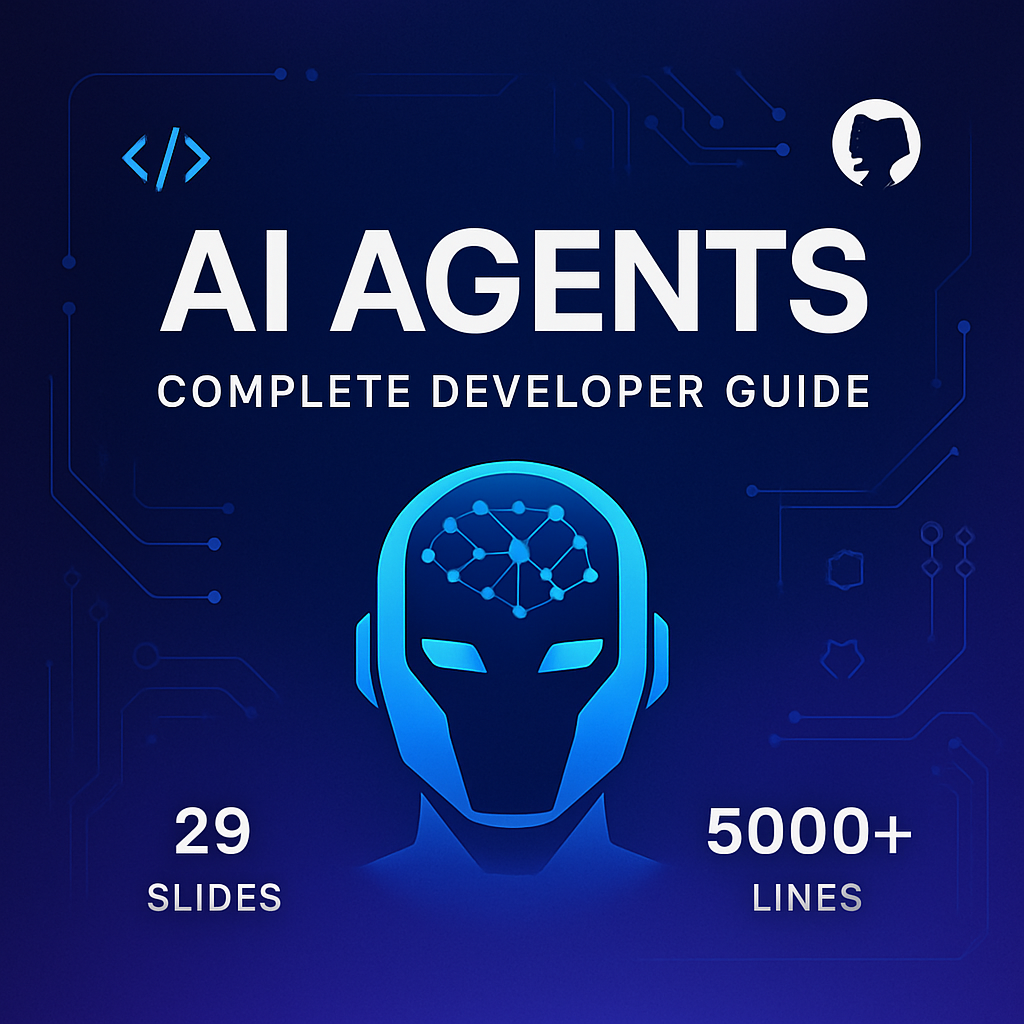 </>
AI AGENTS
COMPLETE DEVELOPER GUIDE
29
SLIDES
5000+
LINES